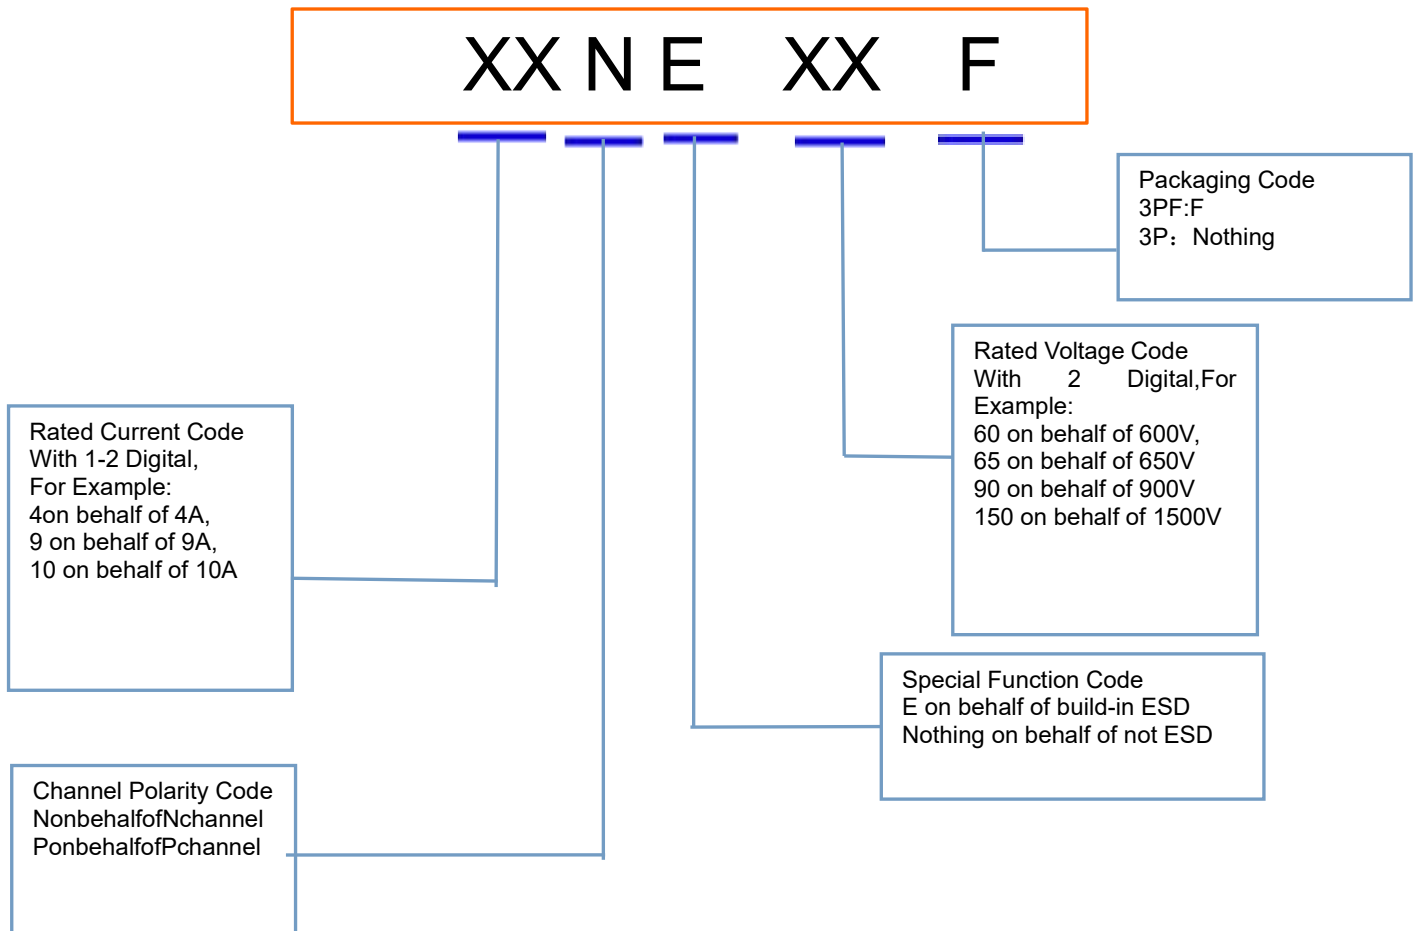 XX N E XX F
Packaging Code
3PF:F
3P：Nothing
Rated Voltage Code
With 2 Digital,For
Example:
60 on behalf of 600V,
65 on behalf of 650V
90 on behalf of 900V
150 on behalf of 1500V
Rated Current Code
With 1-2 Digital,
For Example:
4on behalf of 4A,
9 on behalf of 9A,
10 on behalf of 10A
Special Function Code
E on behalf of build-in ESD
Nothing on behalf of not ESD
Channel Polarity Code
NonbehalfofNchannel
PonbehalfofPchannel